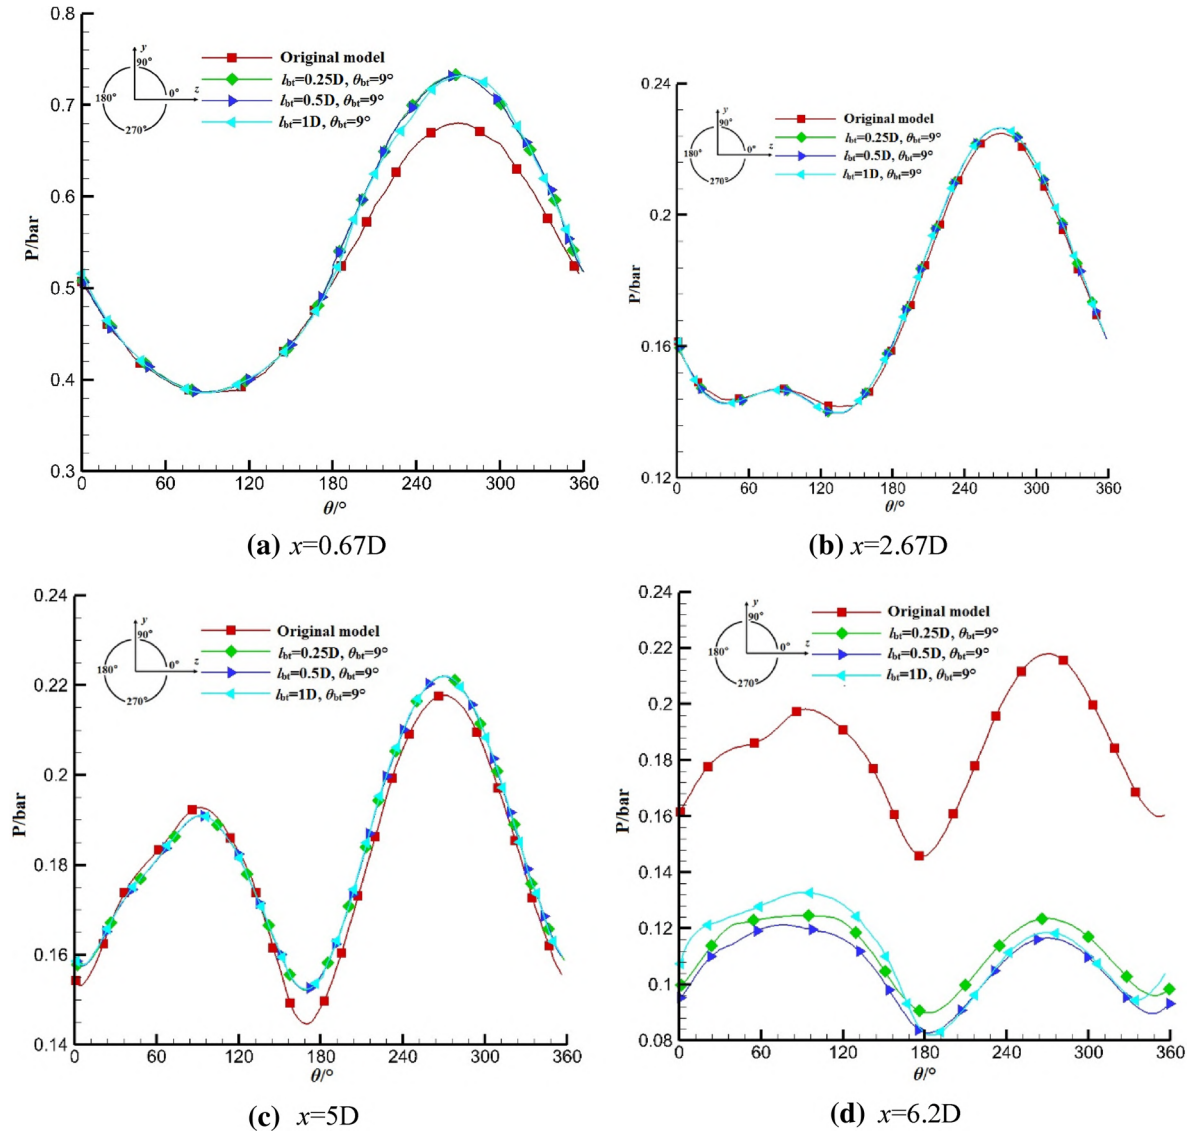 0.8
0.7
0.6
0.5
0.4
0.3
P/bar
0 60 120 180 240 300 360
θ/°
y
90°
180° 0° z
270°
Original model
lbt=0.25D, θbt=9°
lbt=0.5D, θbt=9°
lbt=1D, θbt=9°
(a) x=0.67D
0.24
0.2
0.16
0.12
P/bar
0 60 120 180 240 300 360
θ/°
y
90°
180° 0° z
270°
Original model
lbt=0.25D, θbt=9°
lbt=0.5D, θbt=9°
lbt=1D, θbt=9°
(b) x=2.67D
0.24
0.22
0.2
0.18
0.16
0.14
P/bar
0 60 120 180 240 300 360
θ/°
y
90°
180° 0° z
270°
Original model
lbt=0.25D, θbt=9°
lbt=0.5D, θbt=9°
lbt=1D, θbt=9°
(c) x=5D
0.24
0.22
0.2
0.18
0.16
0.14
0.12
0.1
0.08
P/bar
0 60 120 180 240 300 360
θ/°
y
90°
180° 0° z
270°
Original model
lbt=0.25D, θbt=9°
lbt=0.5D, θbt=9°
lbt=1D, θbt=9°
(d) x=6.2D